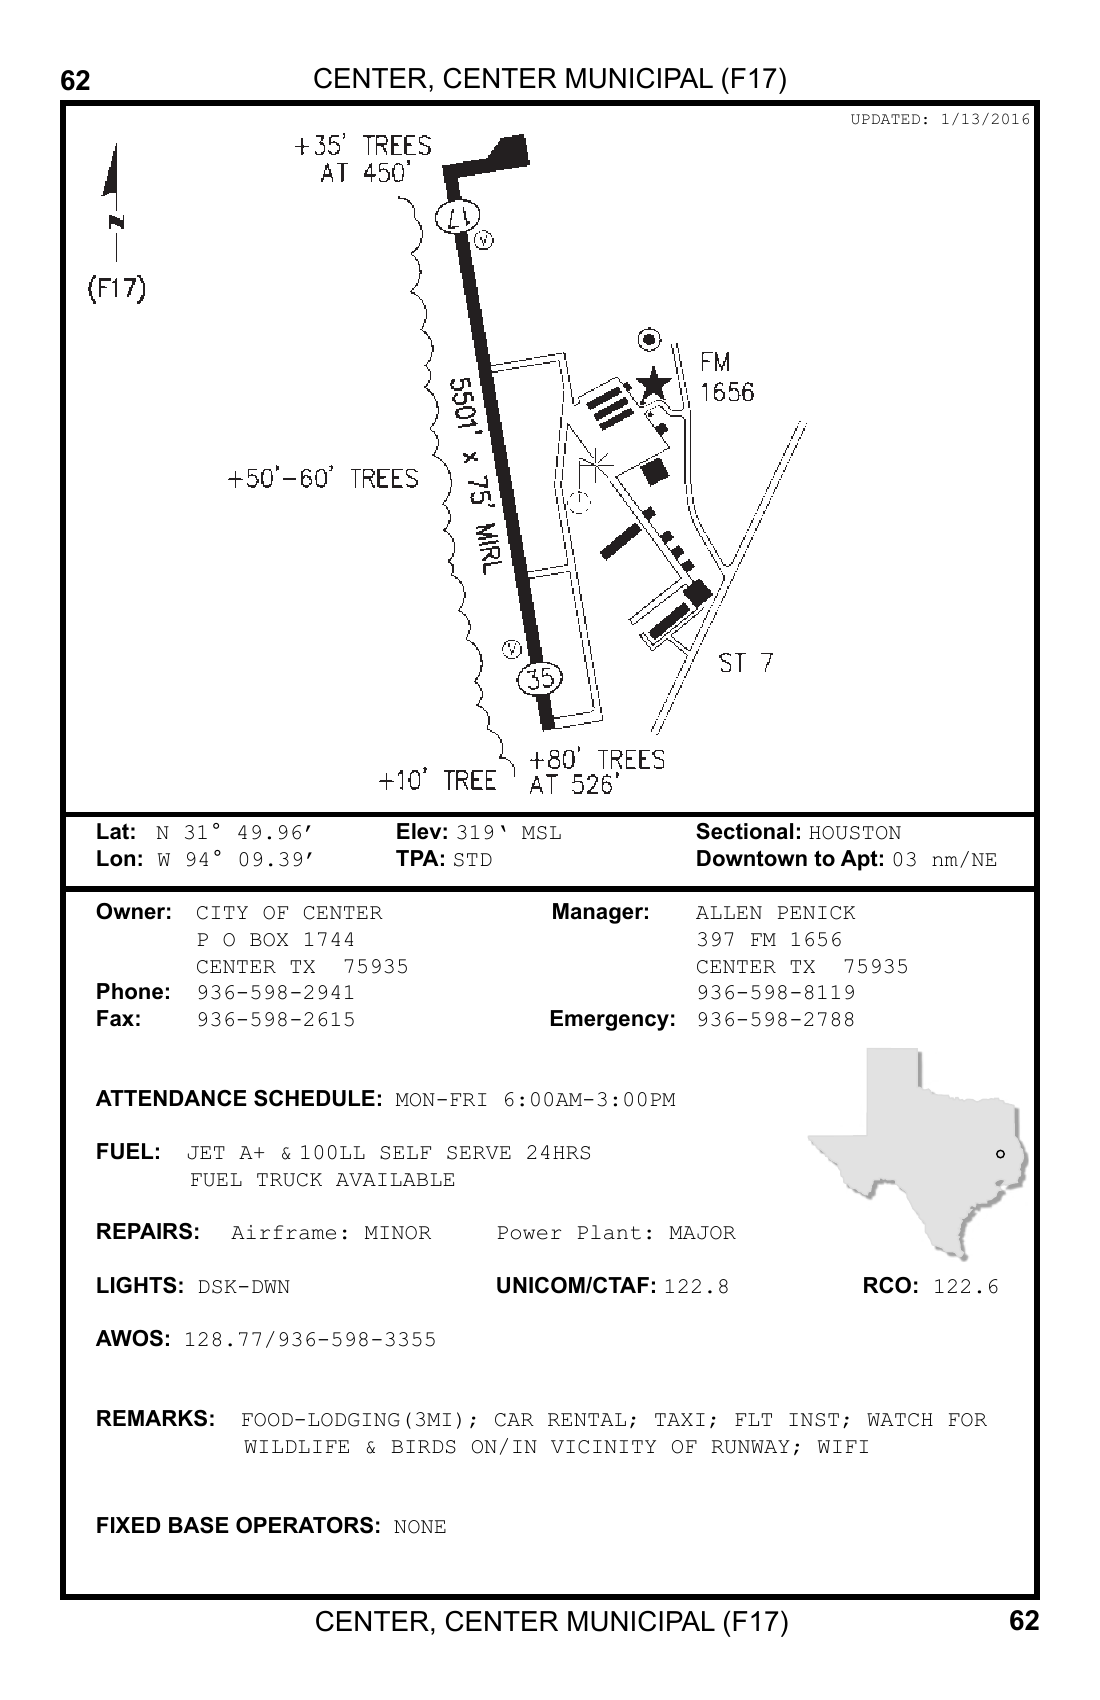 62 CENTER, CENTER MUNICIPAL (F17)
UPDATED: 1/13/2016
+35' TREES
AT 450'
N
(F17)
17
V
FM
1656
5501' x 75' MIRL
+50'-60' TREES
V
35
ST 7
+80' TREES
+10' TREE AT 526'
Lat: N 31° 49.96′ Elev: 319‘ MSL Sectional: HOUSTON
Lon: W 94° 09.39′ TPA: STD Downtown to Apt: 03 nm/NE
Owner: CITY OF CENTER Manager: ALLEN PENICK
P O BOX 1744 397 FM 1656
CENTER TX 75935 CENTER TX 75935
Phone: 936-598-2941 936-598-8119
Fax: 936-598-2615 Emergency: 936-598-2788
ATTENDANCE SCHEDULE: MON-FRI 6:00AM-3:00PM
FUEL: JET A+ & 100LL SELF SERVE 24HRS
FUEL TRUCK AVAILABLE
REPAIRS: Airframe: MINOR Power Plant: MAJOR
LIGHTS: DSK-DWN UNICOM/CTAF: 122.8 RCO: 122.6
AWOS: 128.77/936-598-3355
REMARKS: FOOD-LODGING(3MI); CAR RENTAL; TAXI; FLT INST; WATCH FOR
WILDLIFE & BIRDS ON/IN VICINITY OF RUNWAY; WIFI
FIXED BASE OPERATORS: NONE
CENTER, CENTER MUNICIPAL (F17) 62